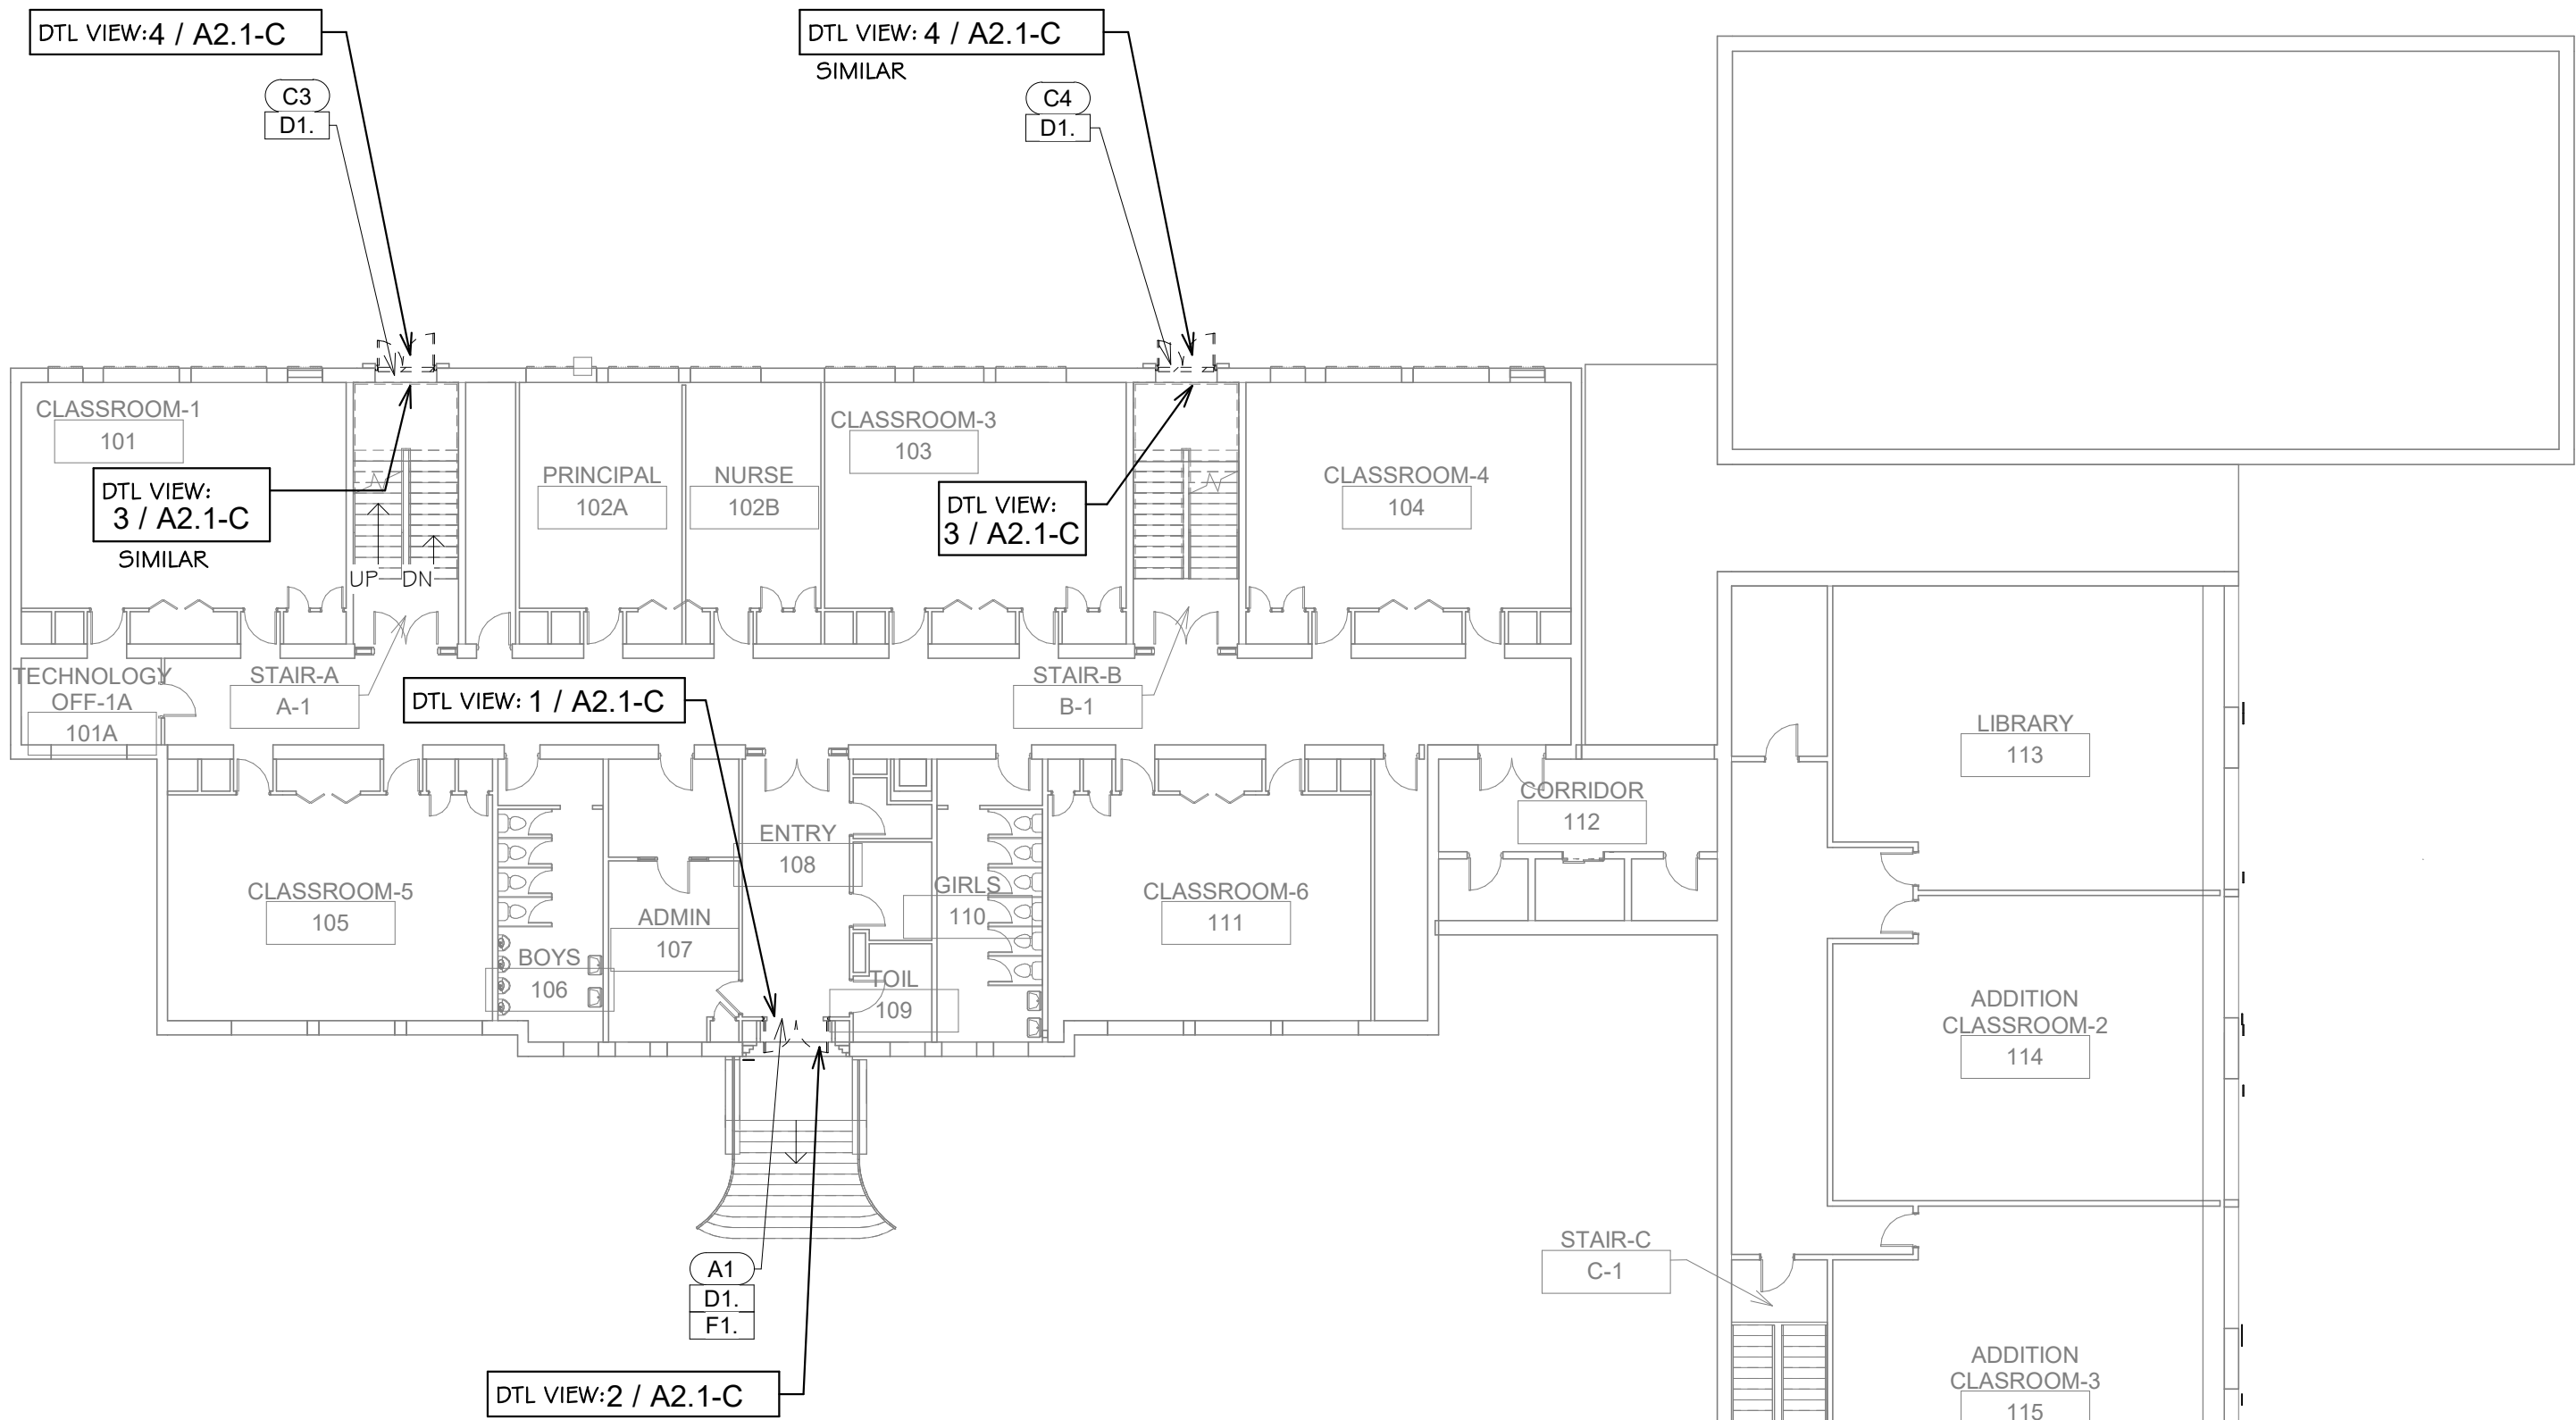 DTL VIEW: 4 / A2.1-C
DTL VIEW: 4 / A2.1-C
SIMILAR
C3
D1.
C4
D1.
CLASSROOM-1
101
CLASSROOM-3
103
PRINCIPAL
102A
NURSE
102B
CLASSROOM-4
104
DTL VIEW:
3 / A2.1-C
SIMILAR
DTL VIEW:
3 / A2.1-C
UP
DN
TECHNOLOGY
OFF-1A
101A
STAIR-A
A-1
DTL VIEW: 1 / A2.1-C
STAIR-B
B-1
LIBRARY
113
CORRIDOR
112
ENTRY
108
CLASSROOM-5
105
ADMIN
107
GIRLS
110
CLASSROOM-6
111
BOYS
106
TOIL
109
ADDITION
CLASSROOM-2
114
STAIR-C
C-1
A1
D1.
F1.
ADDITION
CLASROOM-3
115
DTL VIEW: 2 / A2.1-C